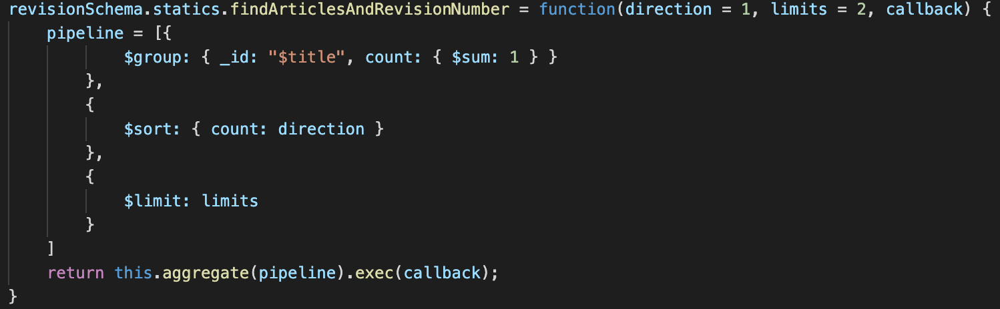 revisionSchema.statics.findArticlesAndRevisionNumber = function(direction = 1, limits = 2, callback) {
    pipeline = [{
            $group: { _id: "$title", count: { $sum: 1 } }
        },
        {
            $sort: { count: direction }
        },
        {
            $limit: limits
        }
    ]
    return this.aggregate(pipeline).exec(callback);
}